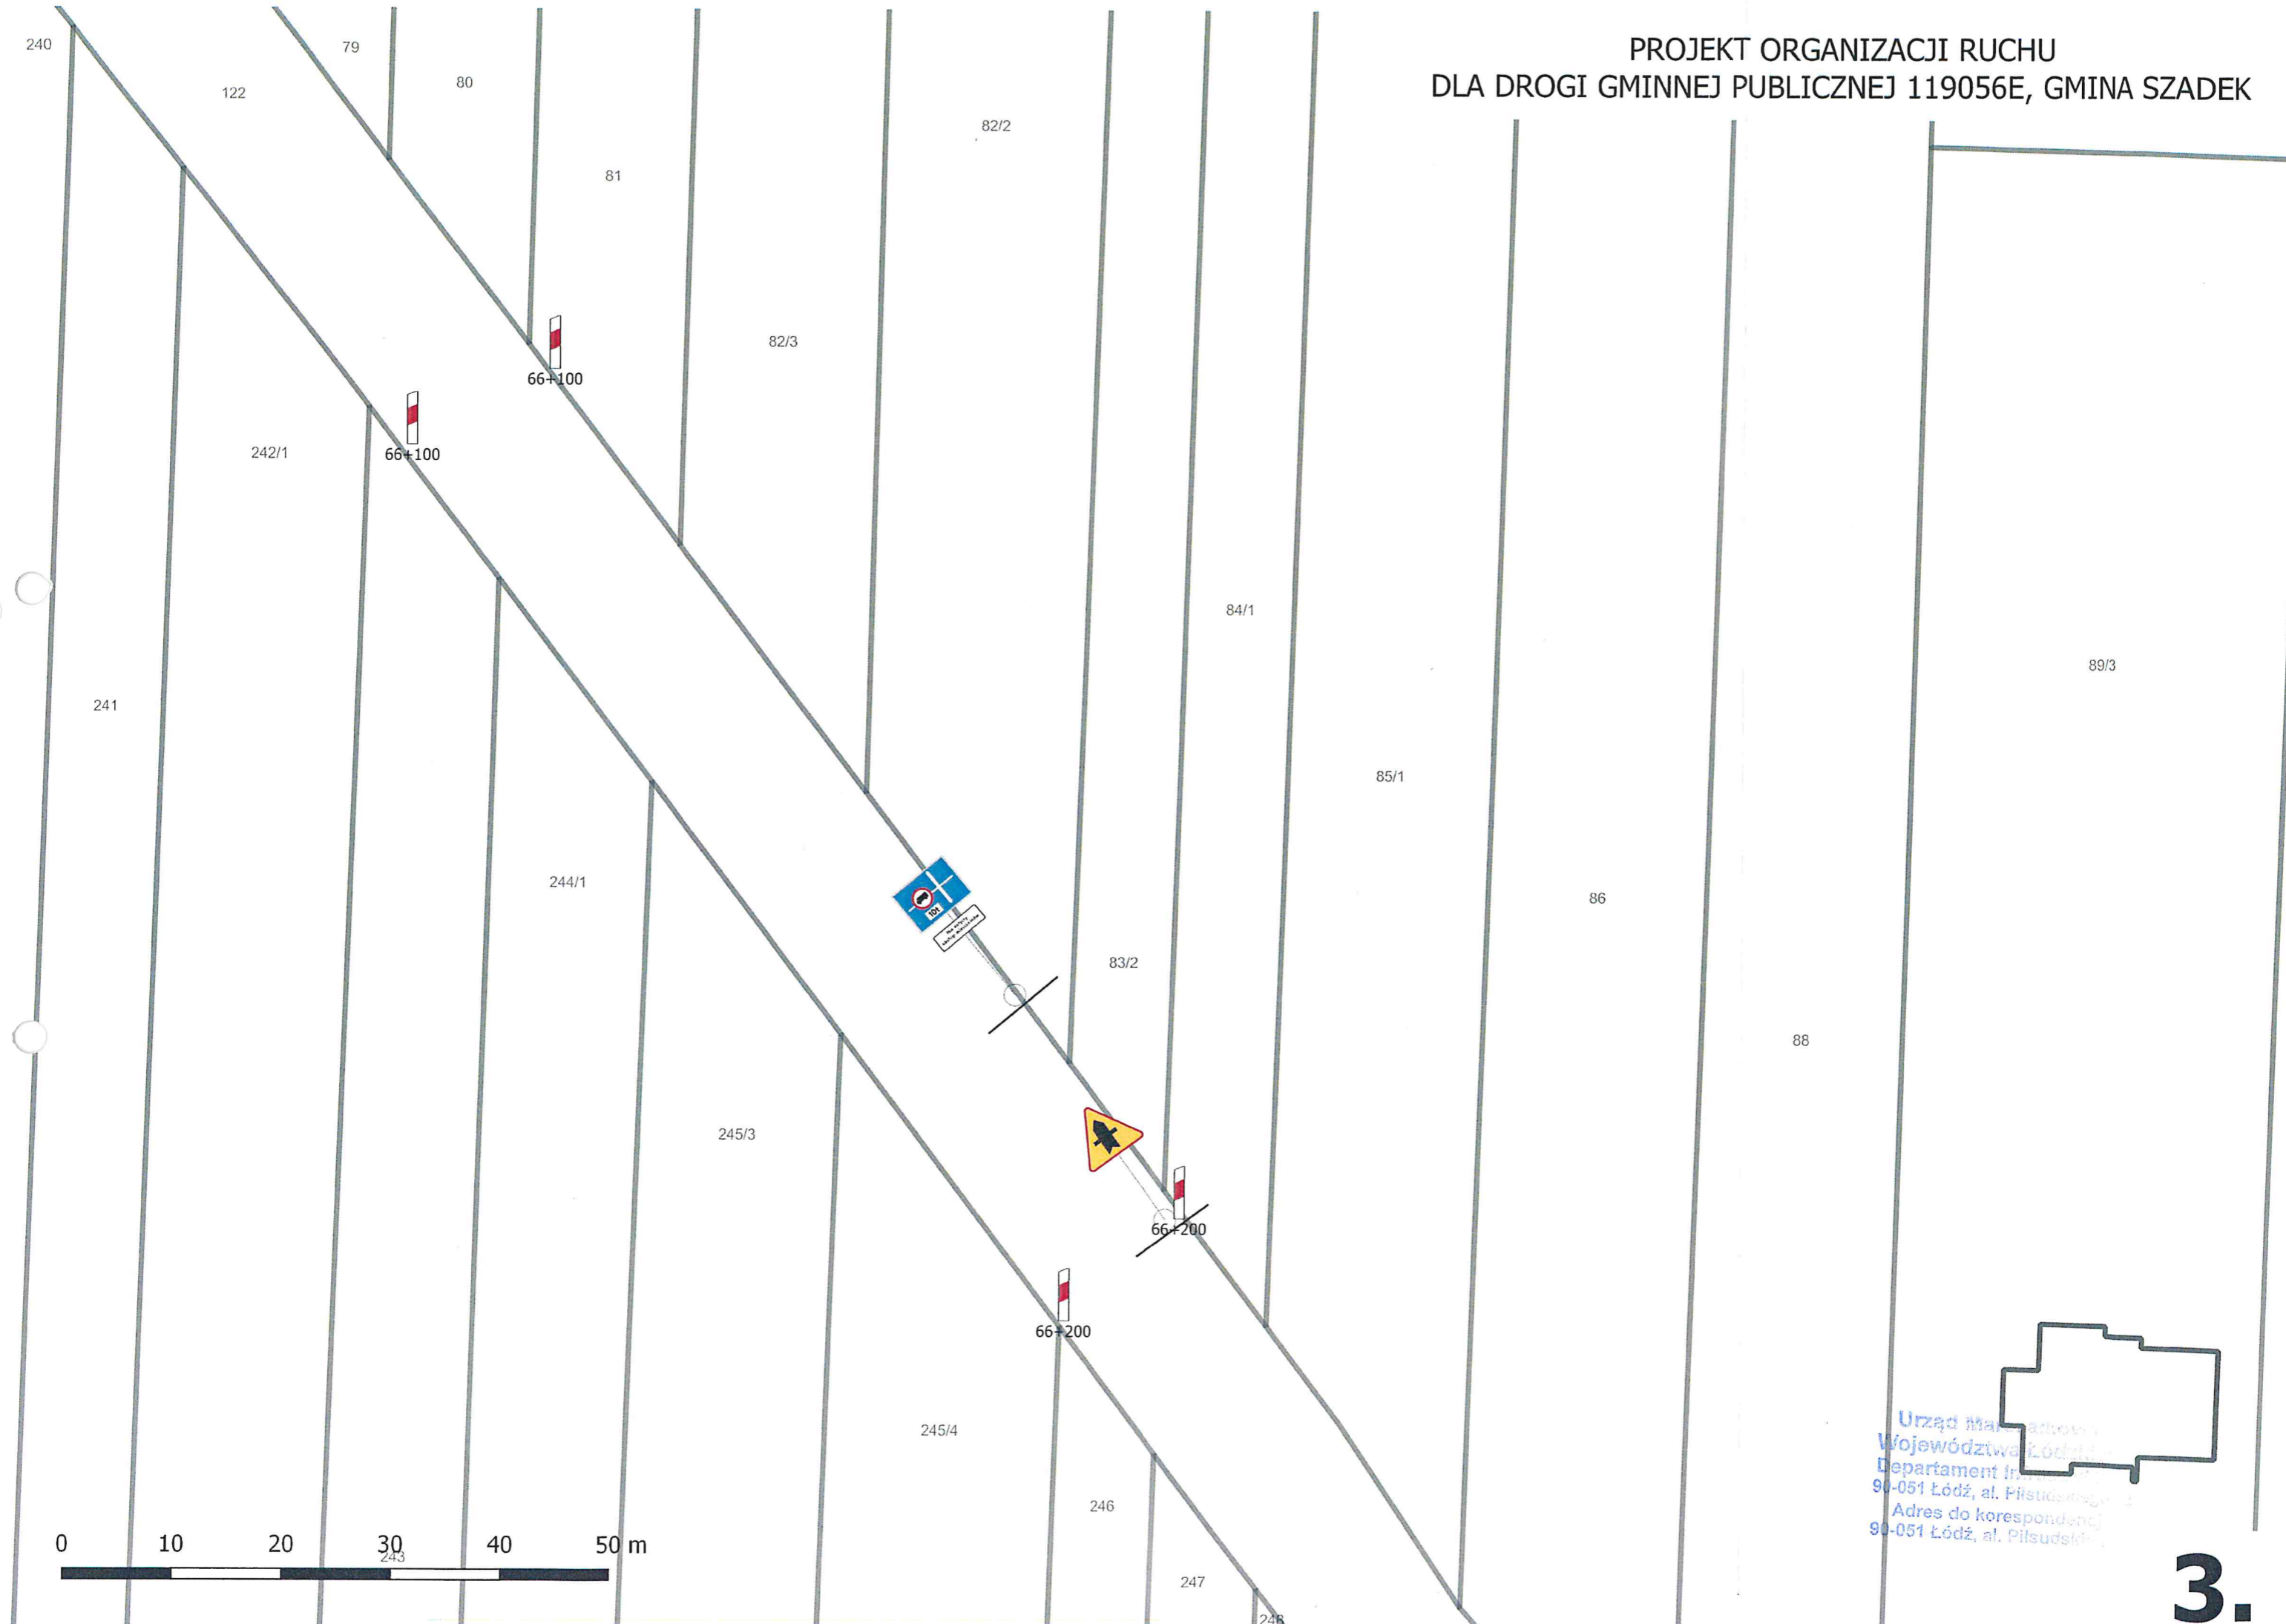 PROJEKT ORGANIZACJI RUCHU
DLA DROGI GMINNEJ PUBLICZNEJ 119056E, GMINA SZADEK
240
79
122
80
82/2
81
82/3
66+100
66+100
242/1
84/1
89/3
241
85/1
244/1
86
10t
83/2
88
245/3
66+200
66+200
245/4
Urząd
Województwa
Departament
90-051 Łódź, al.
Adres do
90-051 Łódź, al.
246
0 10 20 30 40 50 m
243
247
248
3.